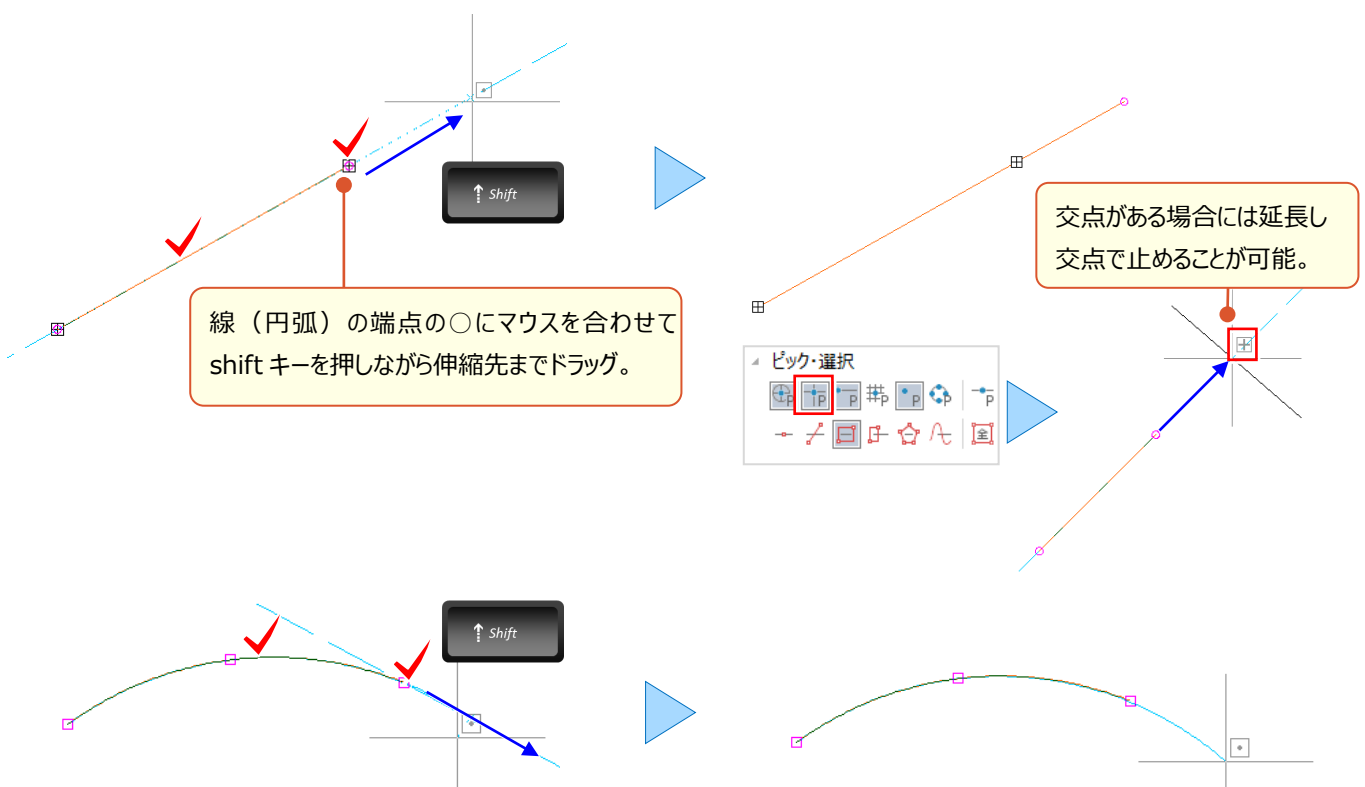 ↑ Shift
交点がある場合には延長し
交点で止めることが可能。
線（円弧）の端点の○にマウスを合わせて
shift キーを押しながら伸縮先までドラッグ。
ピック・選択
P P P P P P P
全
↑ Shift